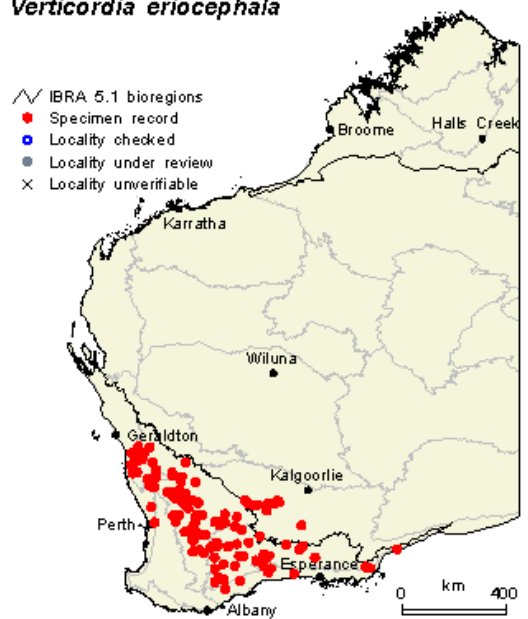 Verticordia eriocephala
IBRA 5.1 bioregions
Specimen record
Locality checked
Locality under review
Locality unverifiable
Broome
Halls Creek
Karratha
Wiluna
Geraldton
Kalgoorlie
Perth
Esperance
Albany
0 km 400